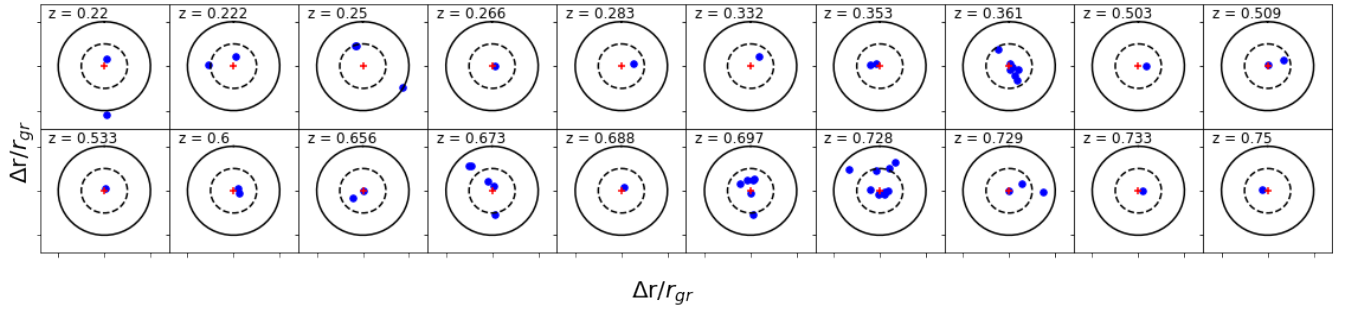 z = 0.22 z = 0.222 z = 0.25 z = 0.266 z = 0.283 z = 0.332 z = 0.353 z = 0.361 z = 0.503 z = 0.509
z = 0.533 z = 0.6 z = 0.656 z = 0.673 z = 0.688 z = 0.697 z = 0.728 z = 0.729 z = 0.733 z = 0.75
Δr/r_gr
Δr/r_gr